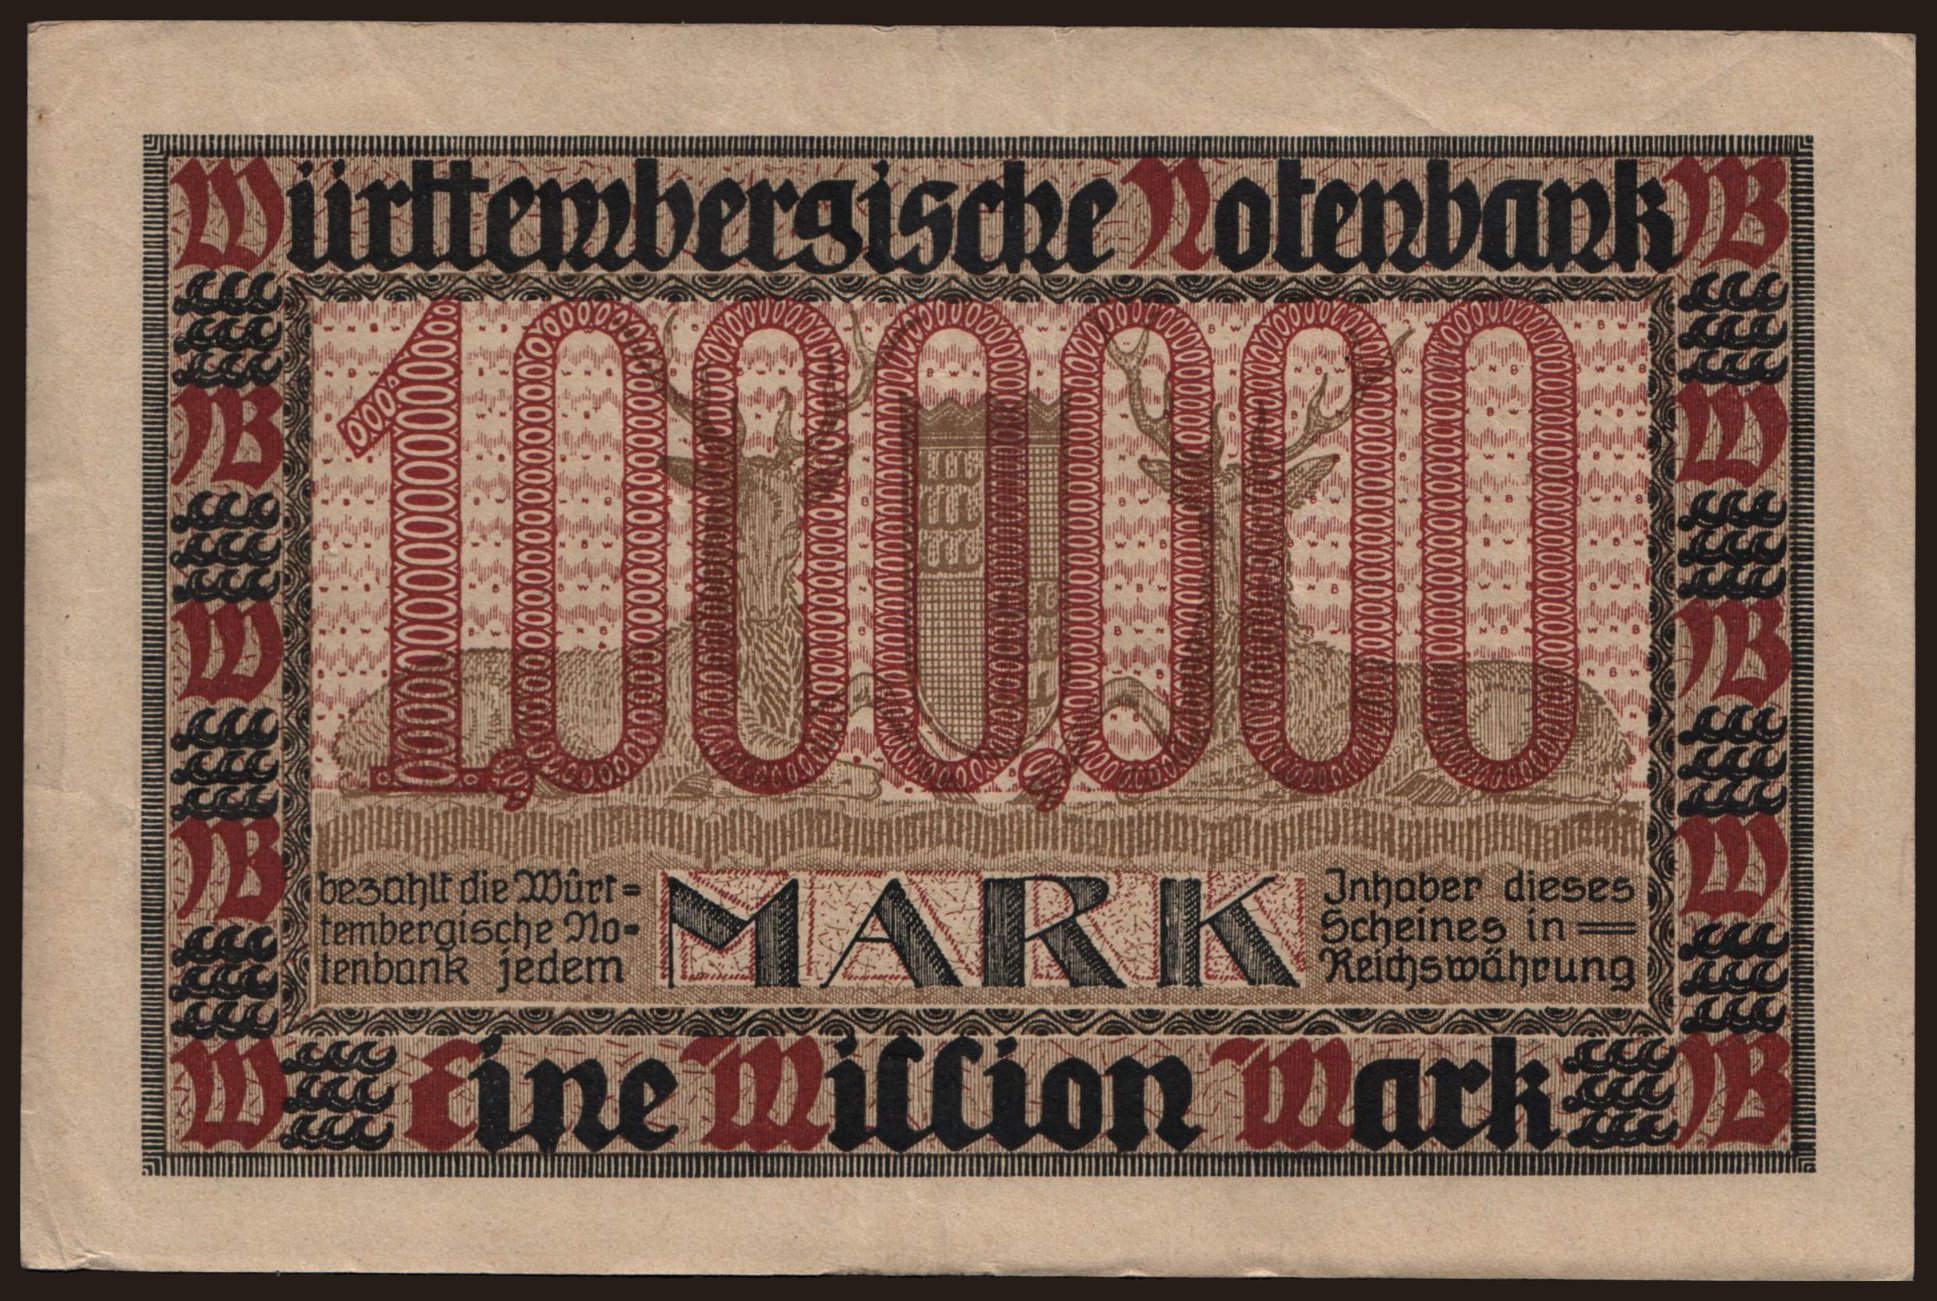 Württembergische Notenbank
1,000,000
bezahlt die Würt=
tembergische No=
tenbank jedem
MARK
Inhaber dieses
Scheines in
Reichswährung
Eine Million Mark